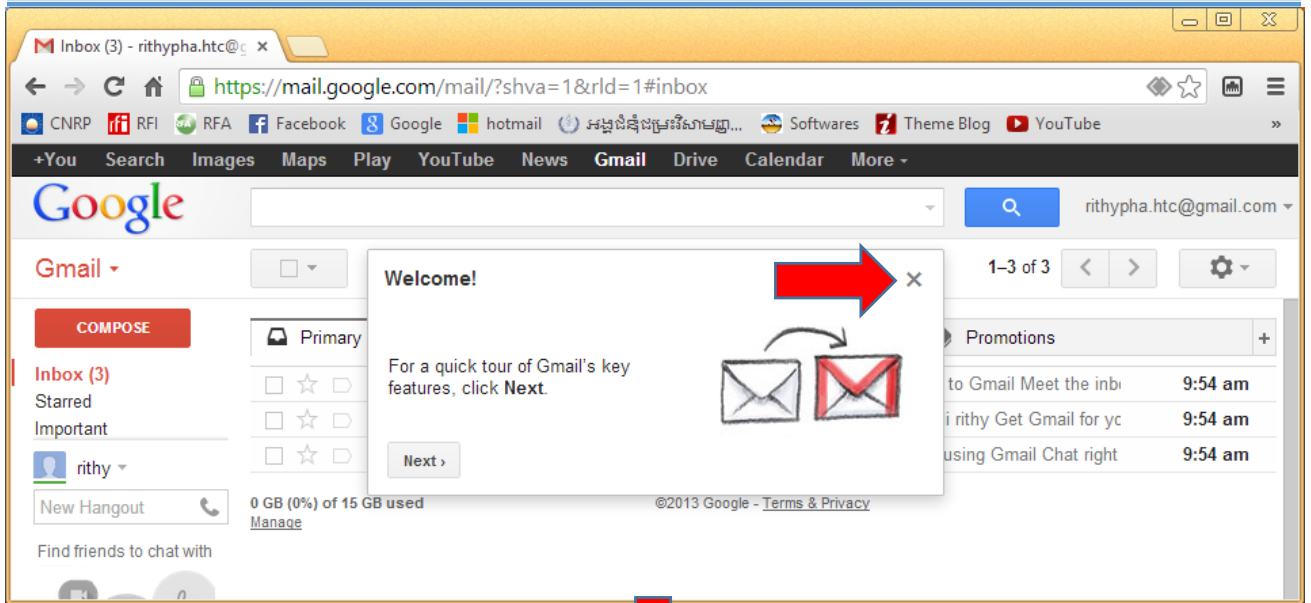 Inbox (3) - rithypha.htc@g
https://mail.google.com/mail/?shva=1&rld=1#inbox
CNRP RFI RFA Facebook Google hotmail Softwares Theme Blog YouTube »
+You Search Images Maps Play YouTube News Gmail Drive Calendar More
Google rithypha.htc@gmail.com
Gmail 1–3 of 3
Welcome!
COMPOSE
Primary Promotions +
For a quick tour of Gmail's key
features, click Next.
Inbox (3) to Gmail Meet the inb 9:54 am
Starred
Important i rithy Get Gmail for yo 9:54 am
rithy using Gmail Chat right 9:54 am
Next ›
New Hangout 0 GB (0%) of 15 GB used ©2013 Google - Terms & Privacy
Manage
Find friends to chat with